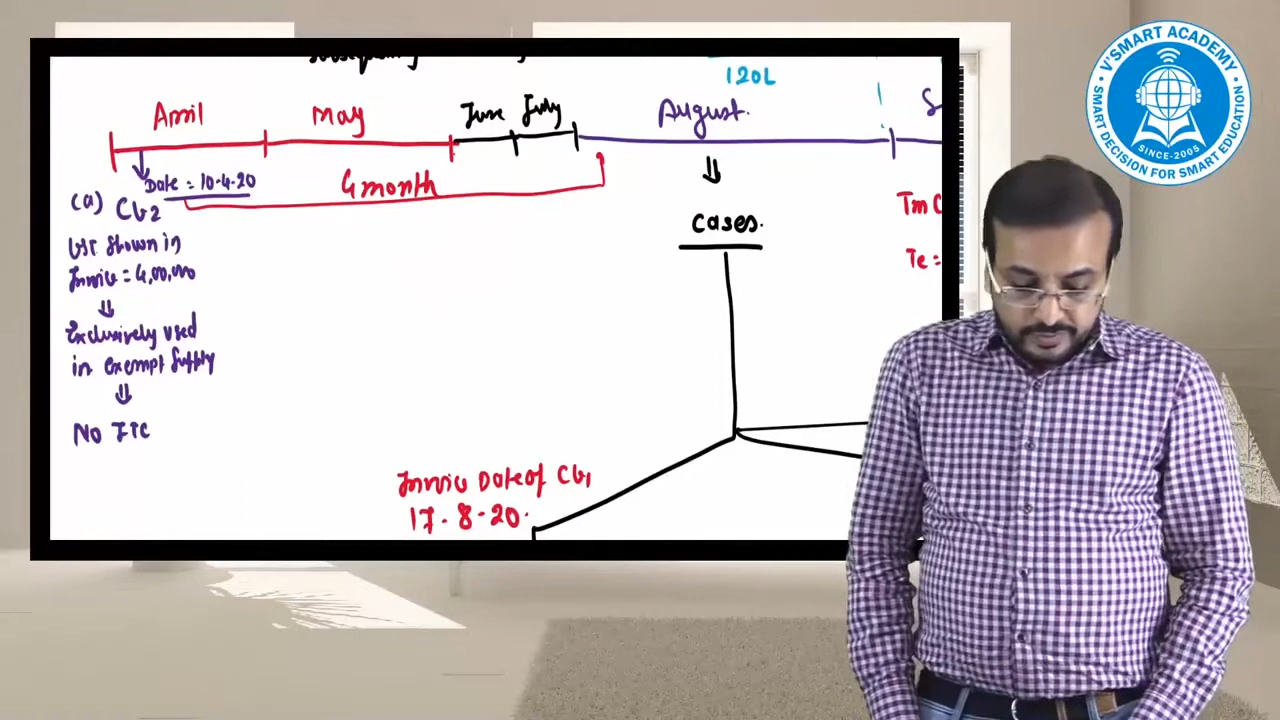 120L
April May June July August.
Date = 10-4-20
4 month
(a) CG2
GST shown in
Invoice = 4,00,000
⇓
Exclusively used
in exempt supply
⇓
No ITC
⇓
Cases.
Tm
Te =
Invoice Date of CG1
17-8-20.
V'SMART ACADEMY
SINCE-2005
SMART DECISION FOR SMART EDUCATION